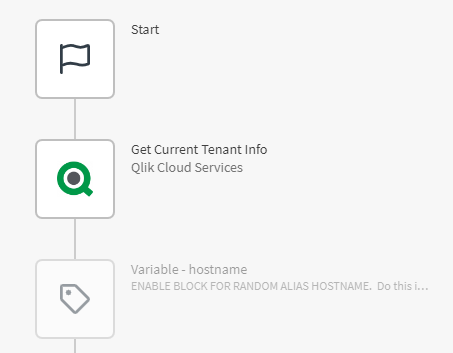 Start
Get Current Tenant Info
Qlik Cloud Services
Variable - hostname
ENABLE BLOCK FOR RANDOM ALIAS HOSTNAME. Do this i...